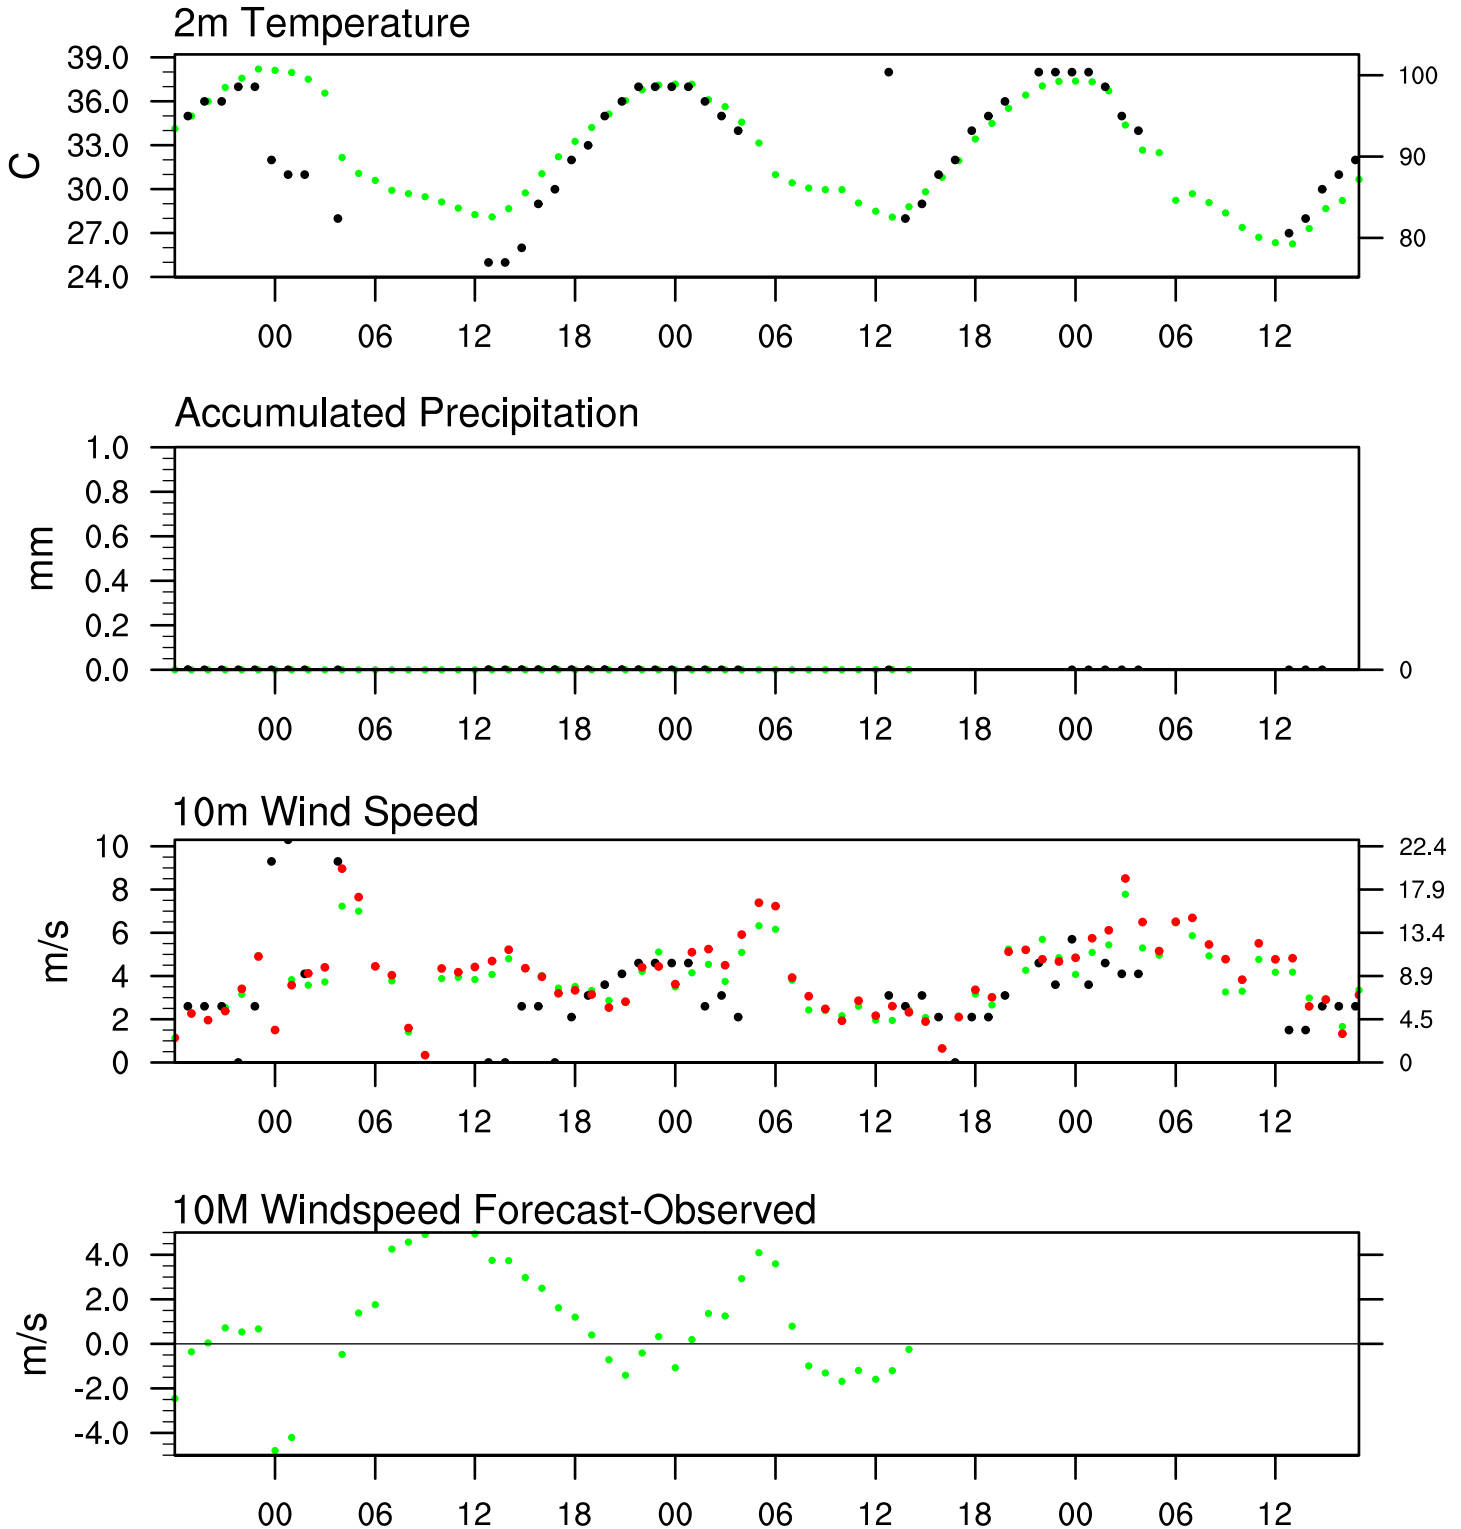 2m Temperature
39.0
36.0
33.0
30.0
27.0
24.0
C
100
90
80
00 06 12 18 00 06 12 18 00 06 12
Accumulated Precipitation
1.0
0.8
0.6
0.4
0.2
0.0
mm
0
00 06 12 18 00 06 12 18 00 06 12
10m Wind Speed
10
8
6
4
2
0
m/s
22.4
17.9
13.4
8.9
4.5
0
00 06 12 18 00 06 12 18 00 06 12
10M Windspeed Forecast-Observed
4.0
2.0
0.0
-2.0
-4.0
m/s
00 06 12 18 00 06 12 18 00 06 12